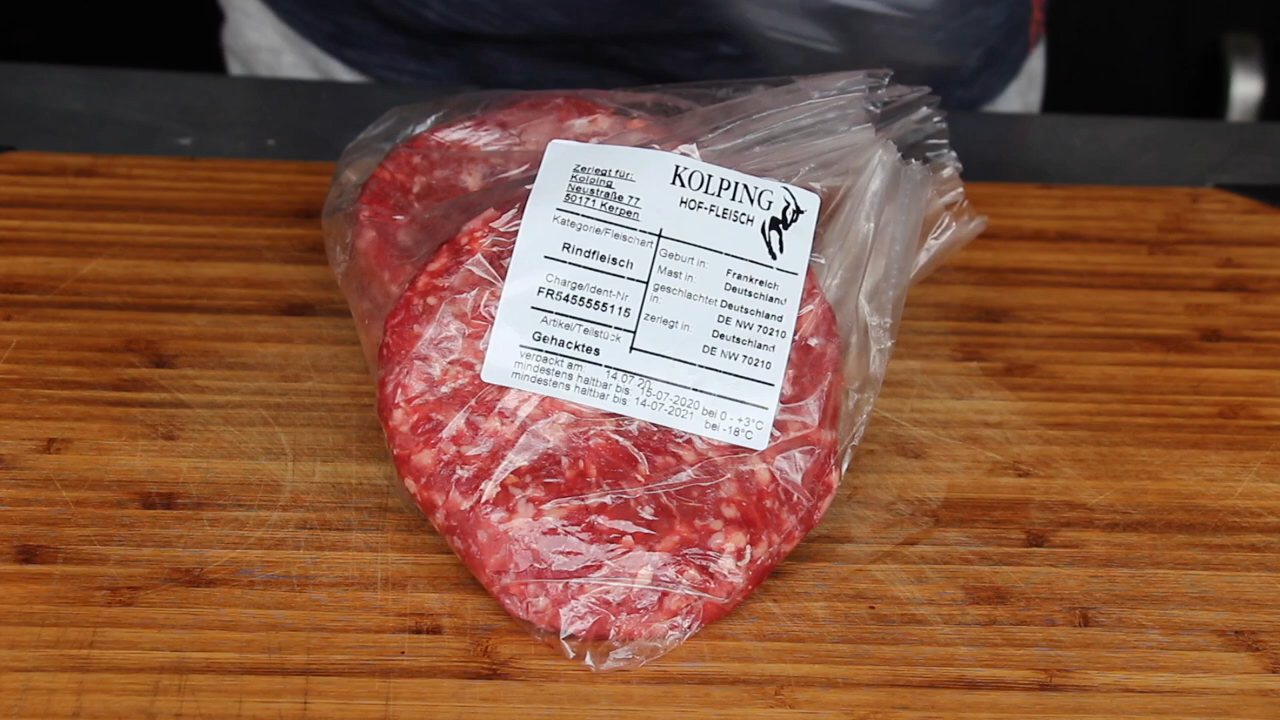 Zerlegt für:
Kolping
Neustraße 77
50171 Kerpen
KOLPING
HOF-FLEISCH
Kategorie/Fleischart
Rindfleisch
Charge/Ident-Nr.
FR5455555115
Artikel/Teilstück
Gehacktes
Geburt in: Frankreich
Mast in: Deutschland
geschlachtet Deutschland
in: DE NW 70210
zerlegt in: Deutschland
DE NW 70210
verpackt am: 14.07.20
mindestens haltbar bis: 15-07-2020 bei 0 - +3°C
mindestens haltbar bis: 14-07-2021 bei -18°C